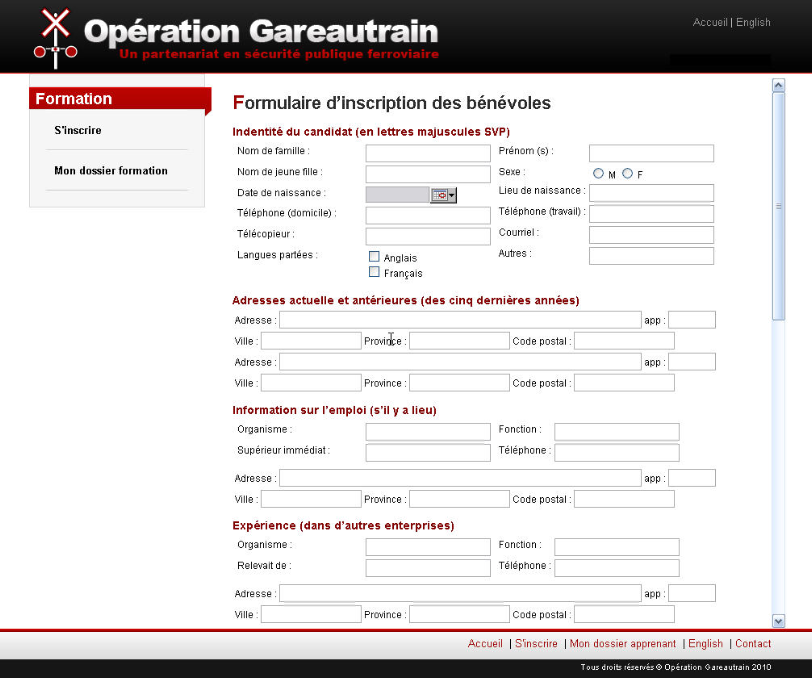 Opération Gareautrain
Un partenariat en sécurité publique ferroviaire
Accueil | English
Formation
S'inscrire
Mon dossier formation
Formulaire d'inscription des bénévoles
Indentité du candidat (en lettres majuscules SVP)
Nom de famille : Prénom (s) :
Nom de jeune fille : Sexe : M F
Date de naissance : Lieu de naissance :
Téléphone (domicile) : Téléphone (travail) :
Télécopieur : Courriel :
Langues partées : Anglais Autres :
Français
Adresses actuelle et antérieures (des cinq dernières années)
Adresse : app :
Ville : Province : Code postal :
Adresse : app :
Ville : Province : Code postal :
Information sur l'emploi (s'il y a lieu)
Organisme : Fonction :
Supérieur immédiat : Téléphone :
Adresse : app :
Ville : Province : Code postal :
Expérience (dans d'autres enterprises)
Organisme : Fonction :
Relevait de : Téléphone :
Adresse : app :
Ville : Province : Code postal :
Accueil | S'inscrire | Mon dossier apprenant | English | Contact
Tous droits réservés © Opération Gareautrain 2010